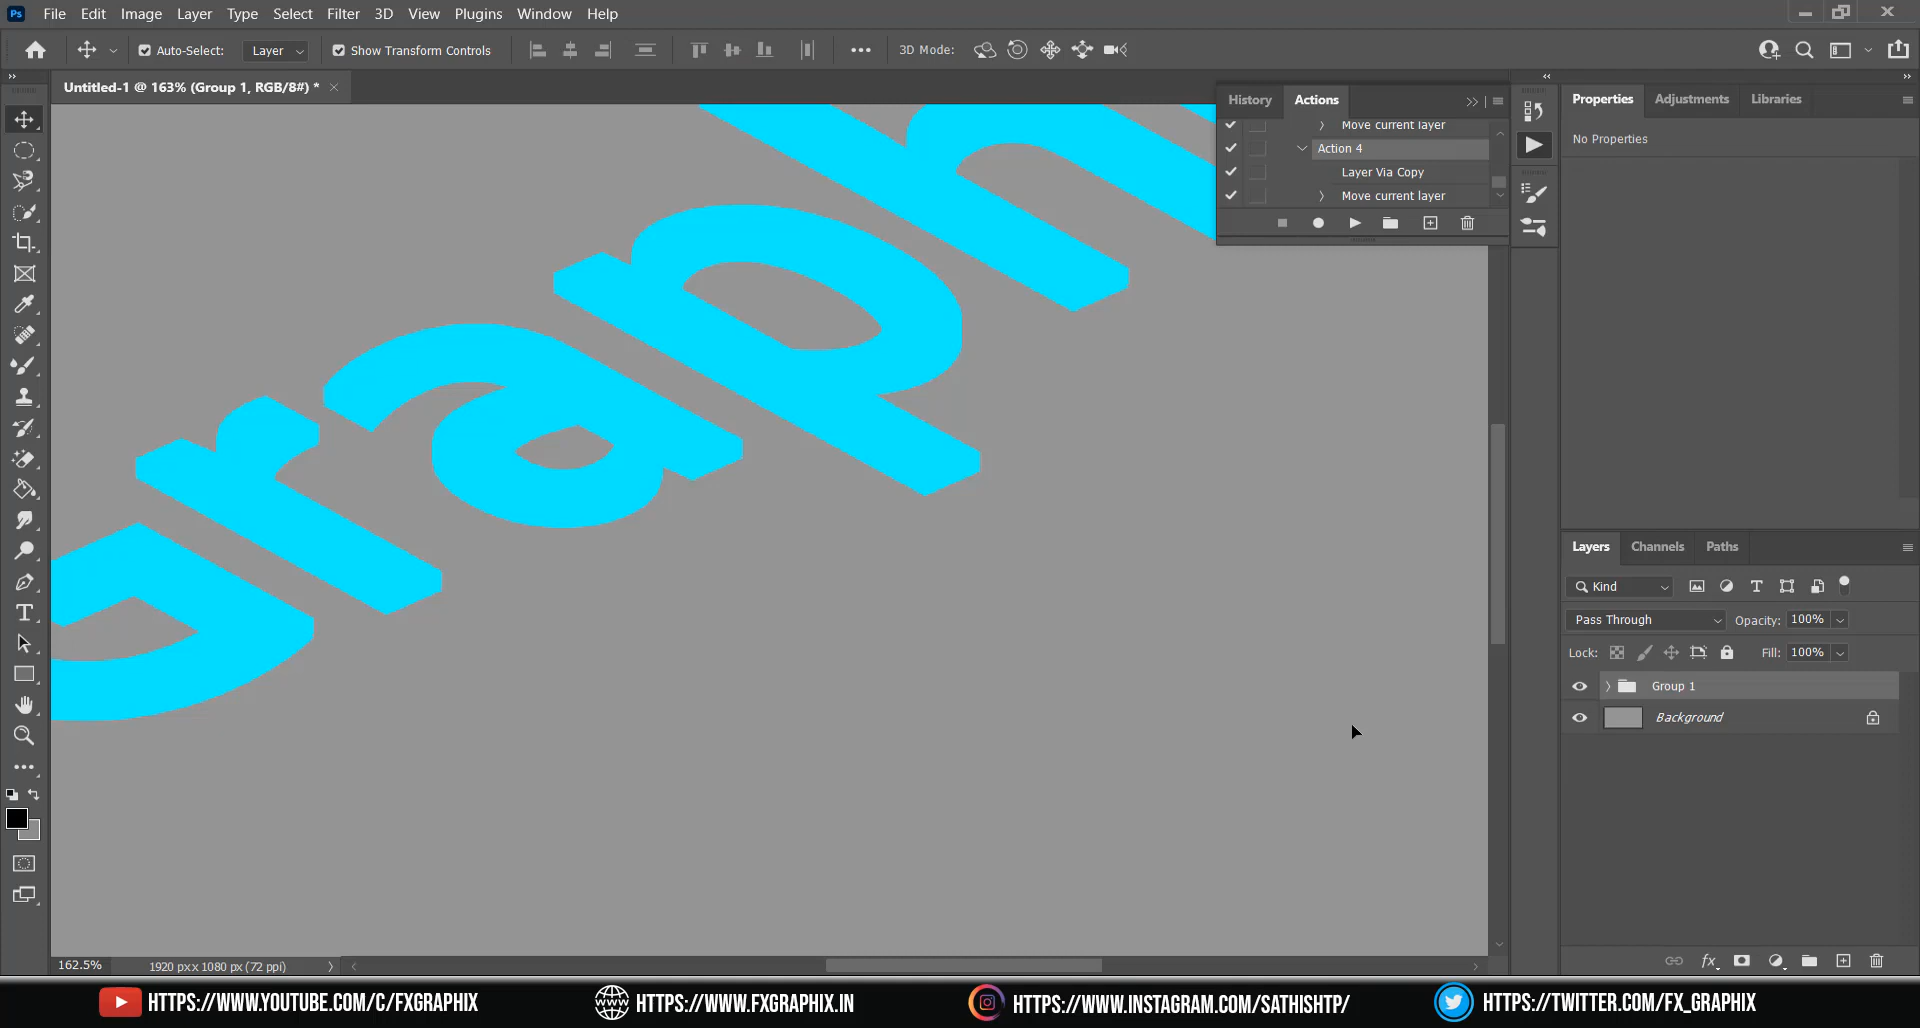 Ps File Edit Image Layer Type Select Filter 3D View Plugins Window Help
Auto-Select: Layer Show Transform Controls 3D Mode:
Untitled-1 @ 163% (Group 1, RGB/8#) *
History Actions
Move current layer
Action 4
Layer Via Copy
Move current layer
Properties Adjustments Libraries
No Properties
graph
Layers Channels Paths
Kind
Pass Through Opacity: 100%
Lock: Fill: 100%
Group 1
Background
162.5% 1920 px x 1080 px (72 ppi)
HTTPS://WWW.YOUTUBE.COM/C/FXGRAPHIX HTTPS://WWW.FXGRAPHIX.IN HTTPS://WWW.INSTAGRAM.COM/SATHISHTP/ HTTPS://TWITTER.COM/FX_GRAPHIX